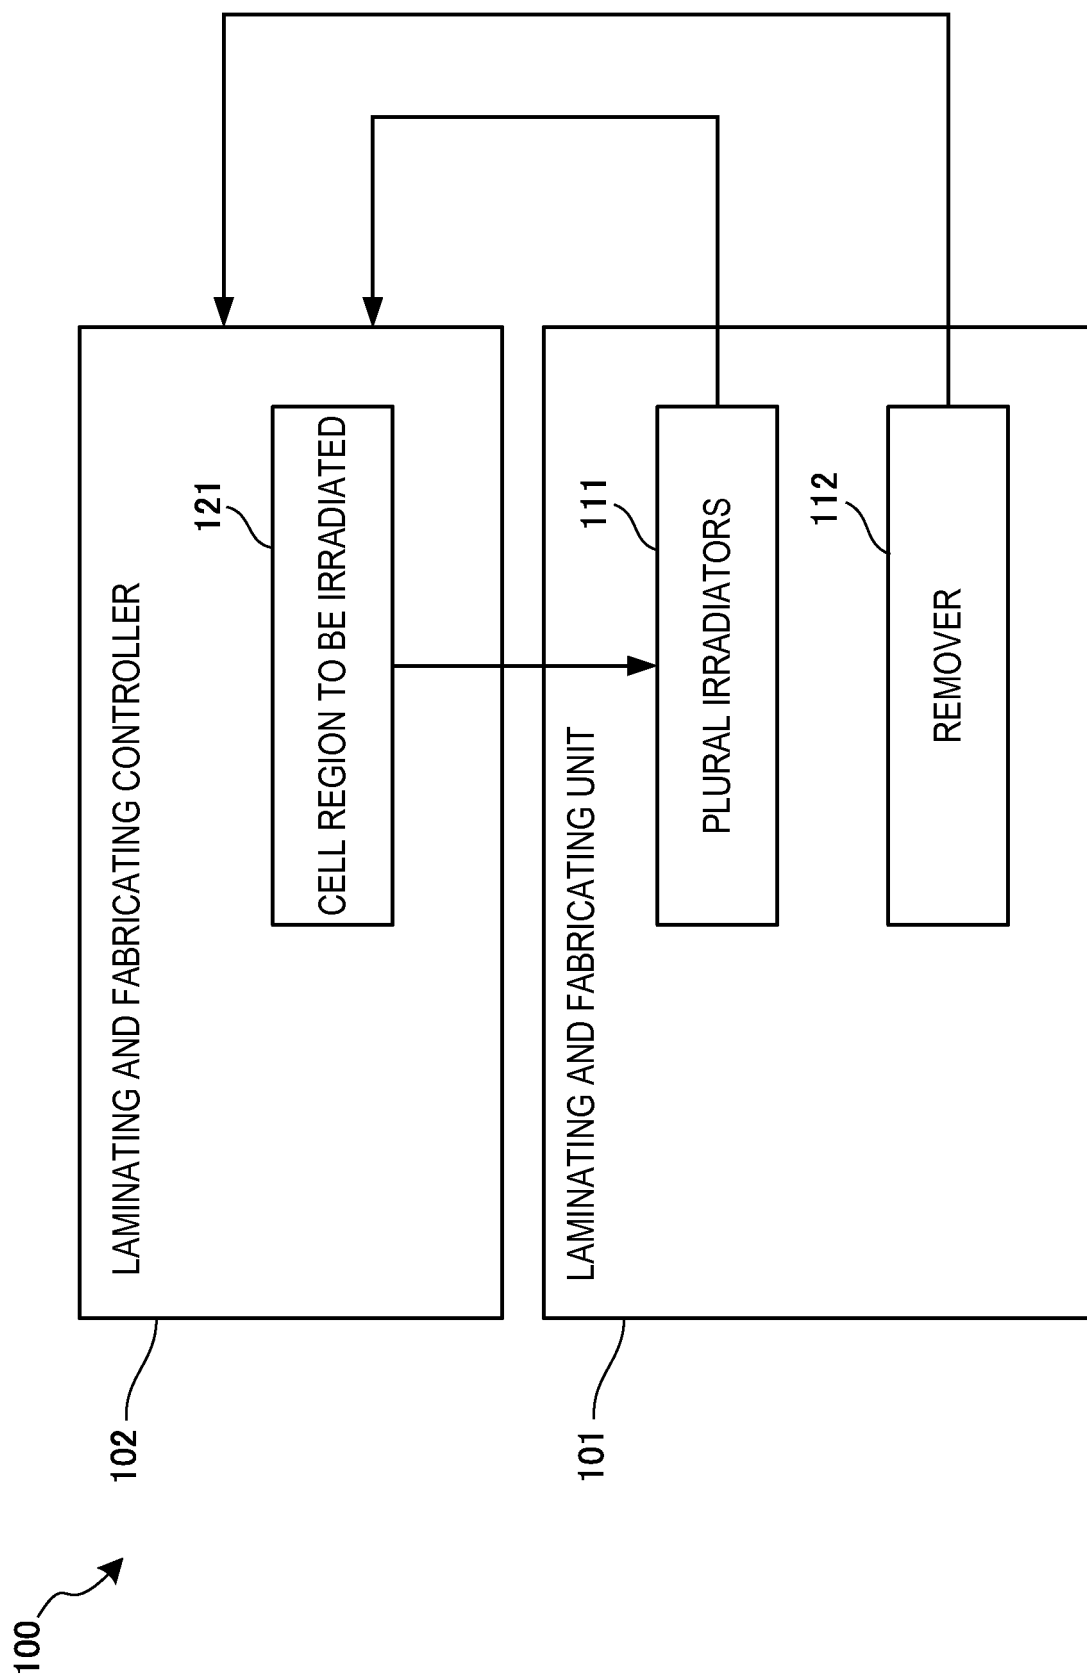 100
102
LAMINATING AND FABRICATING CONTROLLER
121
CELL REGION TO BE IRRADIATED
101
LAMINATING AND FABRICATING UNIT
111
PLURAL IRRADIATORS
112
REMOVER